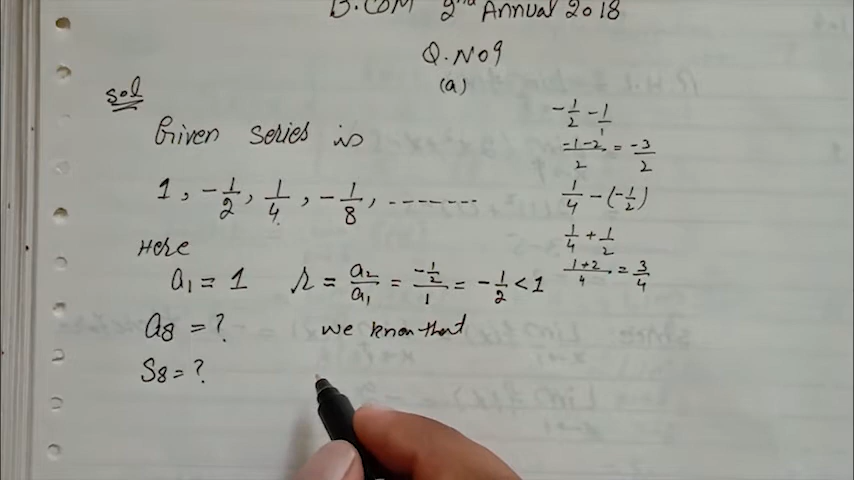 B.COM 2nd Annual 2018
Q.NO9
(a)
Sol
Given series is
1, -1/2, 1/4, -1/8, --------
Here
a₁ = 1 r = a₂/a₁ = (-1/2)/1 = -1/2 < 1
a₈ = ? we know that
S₈ = ?
-1/2 - 1/1
(-1-2)/2 = -3/2
1/4 - (-1/2)
1/4 + 1/2
(1+2)/4 = 3/4